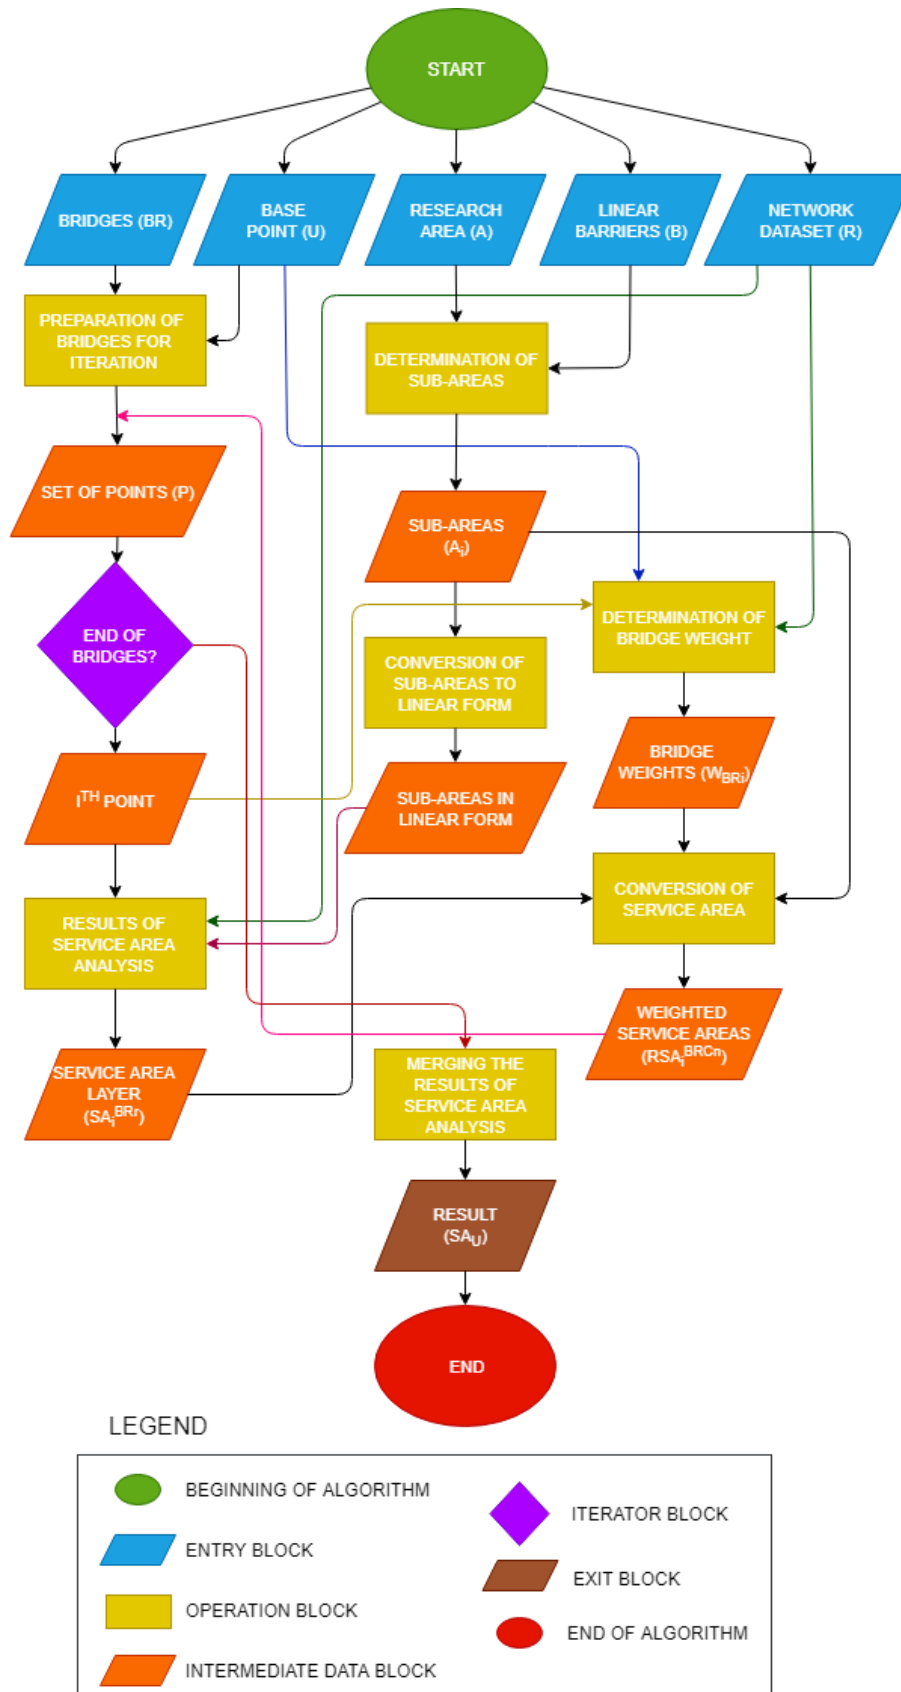 START
BRIDGES (BR)
BASE
POINT (U)
RESEARCH
AREA (A)
LINEAR
BARRIERS (B)
NETWORK
DATASET (R)
PREPARATION OF
BRIDGES FOR
ITERATION
DETERMINATION OF
SUB-AREAS
SET OF POINTS (P)
SUB-AREAS
(Ai)
END OF
BRIDGES?
DETERMINATION OF
BRIDGE WEIGHT
CONVERSION OF
SUB-AREAS TO
LINEAR FORM
ITH POINT
SUB-AREAS IN
LINEAR FORM
BRIDGE
WEIGHTS (WBRi)
RESULTS OF
SERVICE AREA
ANALYSIS
CONVERSION OF
SERVICE AREA
SERVICE AREA
LAYER
(SAiBRr)
MERGING THE
RESULTS OF
SERVICE AREA
ANALYSIS
WEIGHTED
SERVICE AREAS
(RSAiBRCn)
RESULT
(SAU)
END
LEGEND
BEGINNING OF ALGORITHM
ENTRY BLOCK
OPERATION BLOCK
INTERMEDIATE DATA BLOCK
ITERATOR BLOCK
EXIT BLOCK
END OF ALGORITHM